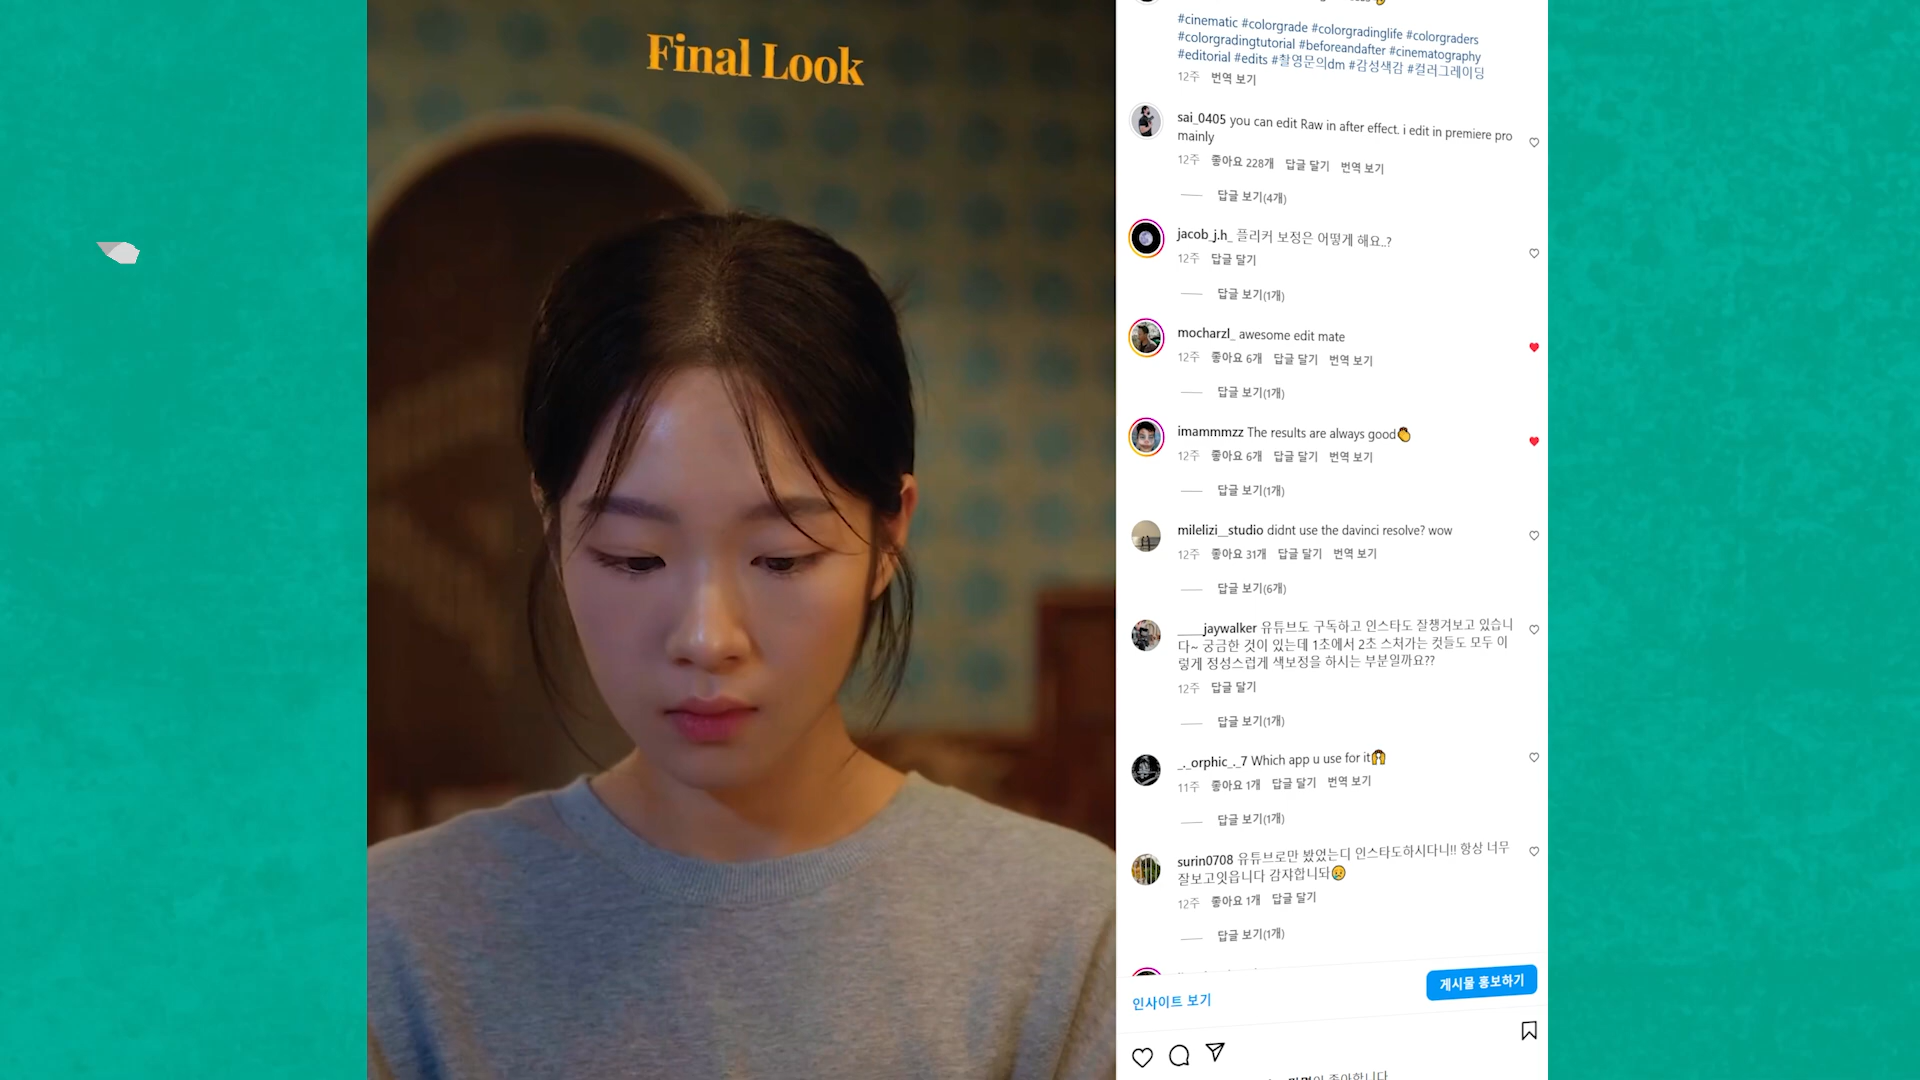 Final Look
#cinematic #colorgrade #colorgradinglife #colorgraders
#colorgradingtutorial #beforeandafter #cinematography
#editorial #edits #촬영문의dm #감성색감 #컬러그레이딩
12주 번역 보기
sai_0405 you can edit Raw in after effect. i edit in premiere pro
mainly
12주 좋아요 228개 답글 달기 번역 보기
답글 보기(4개)
jacob_j.h_ 플리커 보정은 어떻게 해요..?
12주 답글 달기
답글 보기(1개)
mocharzl_ awesome edit mate
12주 좋아요 6개 답글 달기 번역 보기
답글 보기(1개)
imammmzz The results are always good👏
12주 좋아요 6개 답글 달기 번역 보기
답글 보기(1개)
milelizi__studio didnt use the davinci resolve? wow
12주 좋아요 31개 답글 달기 번역 보기
답글 보기(6개)
____jaywalker 유튜브도 구독하고 인스타도 잘챙겨보고 있습니
다~ 궁금한 것이 있는데 1초에서 2초 스처가는 컷들도 모두 이
렇게 정성스럽게 색보정을 하시는 부분일까요??
12주 답글 달기
답글 보기(1개)
_._orphic_._7 Which app u use for it🙌
11주 좋아요 1개 답글 달기 번역 보기
답글 보기(1개)
surin0708 유튜브로만 봤었는디 인스타도하시다니!! 항상 너무
잘보고잇읍니다 감쟈합니돠😥
12주 좋아요 1개 답글 달기
답글 보기(1개)
인사이트 보기
게시물 홍보하기
좋아합니다